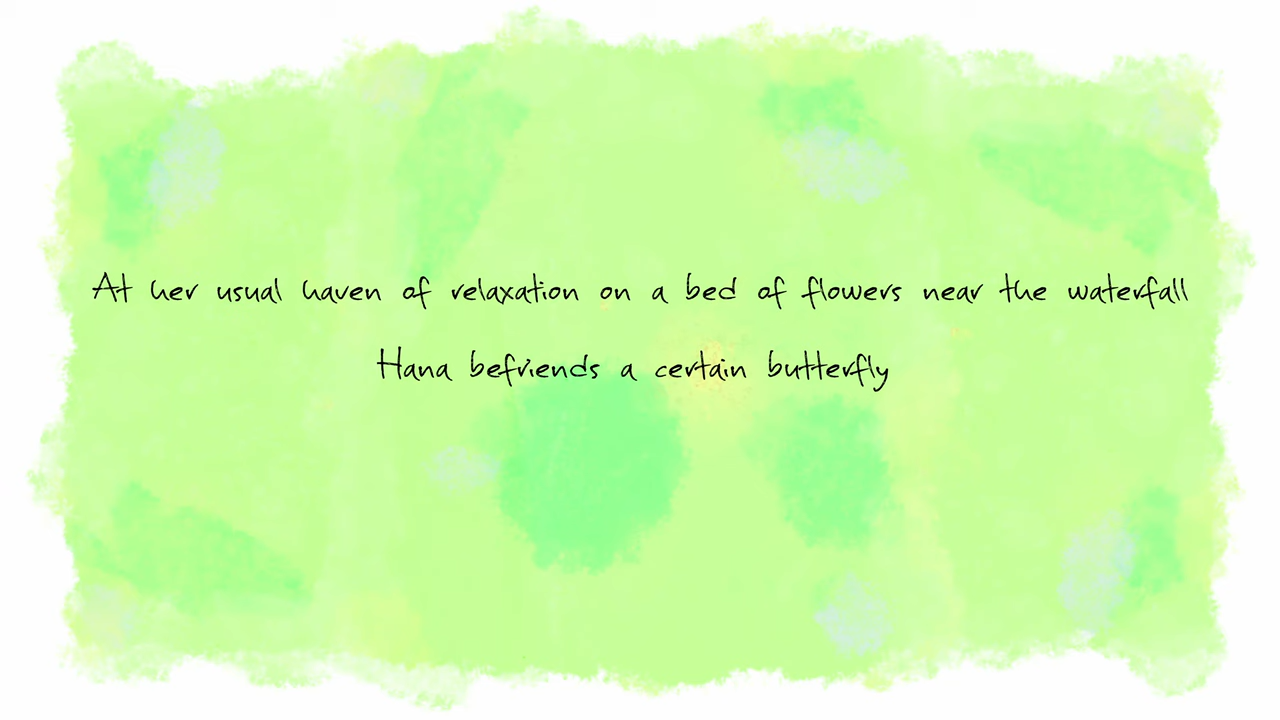 At her usual haven of relaxation on a bed of flowers near the waterfall
Hana befriends a certain butterfly